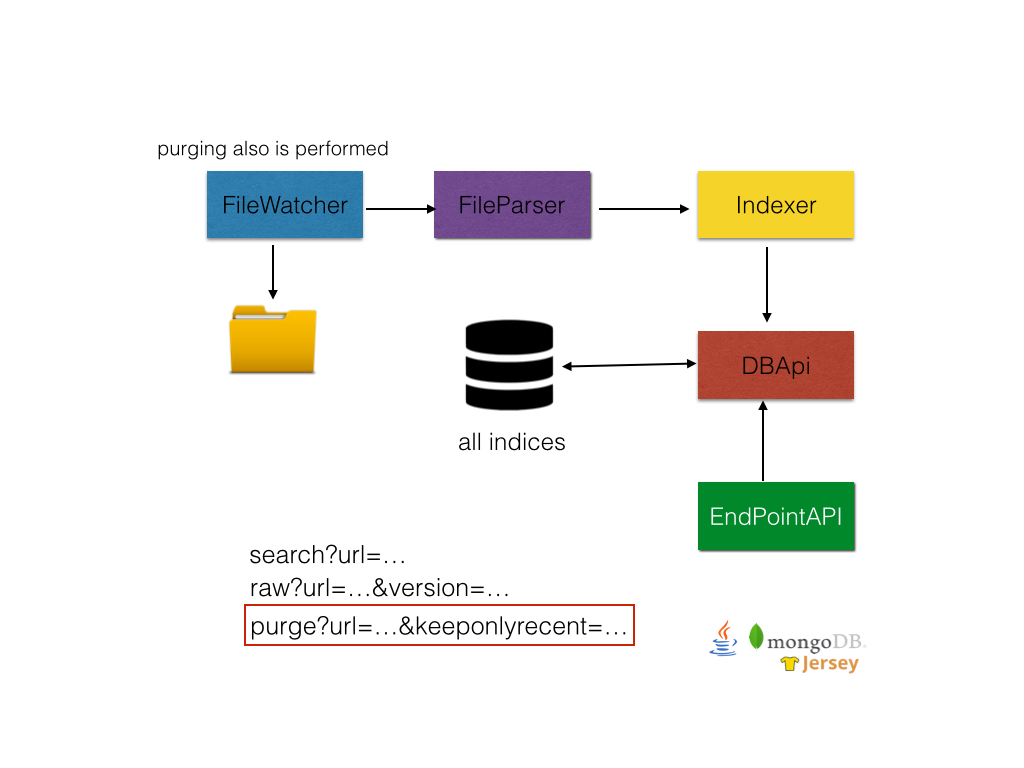 purging also is performed
FileWatcher
FileParser
Indexer
DBApi
all indices
EndPointAPI
search?url=…
raw?url=…&version=…
purge?url=…&keeponlyrecent=…
mongoDB.
Jersey